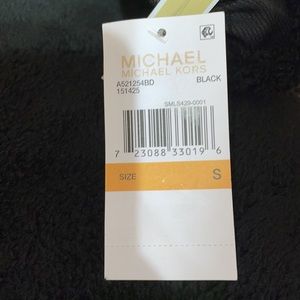 MICHAEL
MICHAEL KORS
A521254BD BLACK
151425
SMLS429-0001
7 23088 33019 6
SIZE S